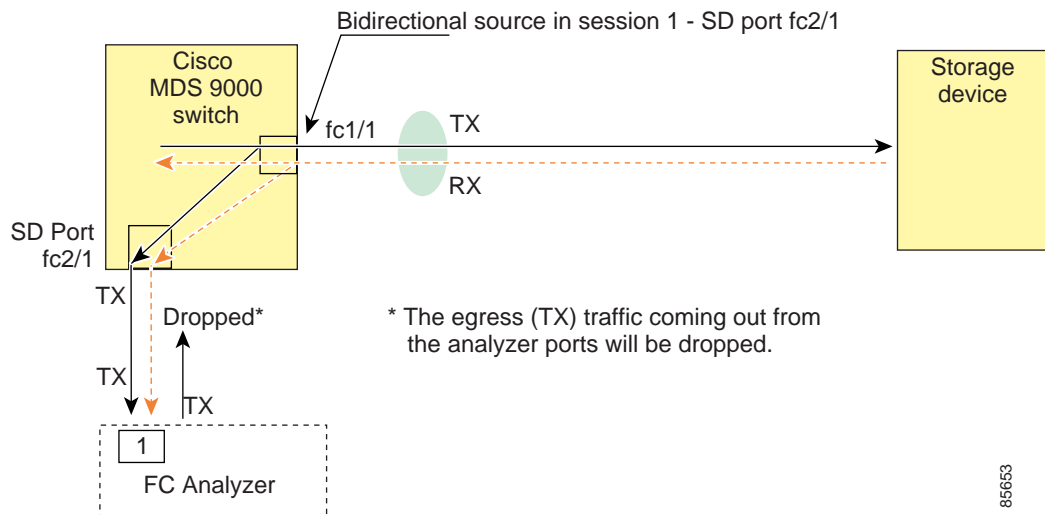 Bidirectional source in session 1 - SD port fc2/1
Cisco
MDS 9000
switch
Storage
device
fc1/1
TX
RX
SD Port
fc2/1
TX
Dropped*
* The egress (TX) traffic coming out from
the analyzer ports will be dropped.
TX
TX
1
FC Analyzer
85653